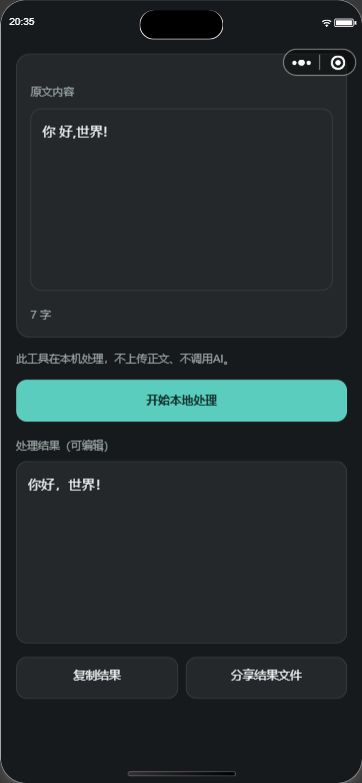 20:35
原文内容
你 好,世界!
7 字
此工具在本机处理，不上传正文、不调用AI。
开始本地处理
处理结果（可编辑）
你好，世界！
复制结果
分享结果文件